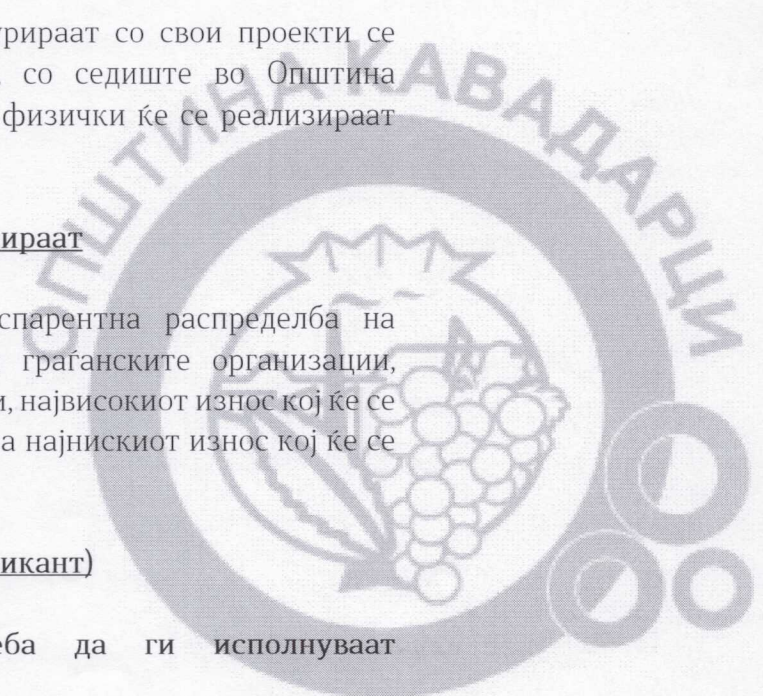 урираат со свои проекти се
со седиште во Општина
физички ќе се реализираат
ираат
спарентна распределба на
граѓанските организации,
и, највисокиот износ кој ќе се
а најнискиот износ кој ќе се
икант)
еба да ги исполнуваат
ОПШТИНА КАВАДАРЦИ